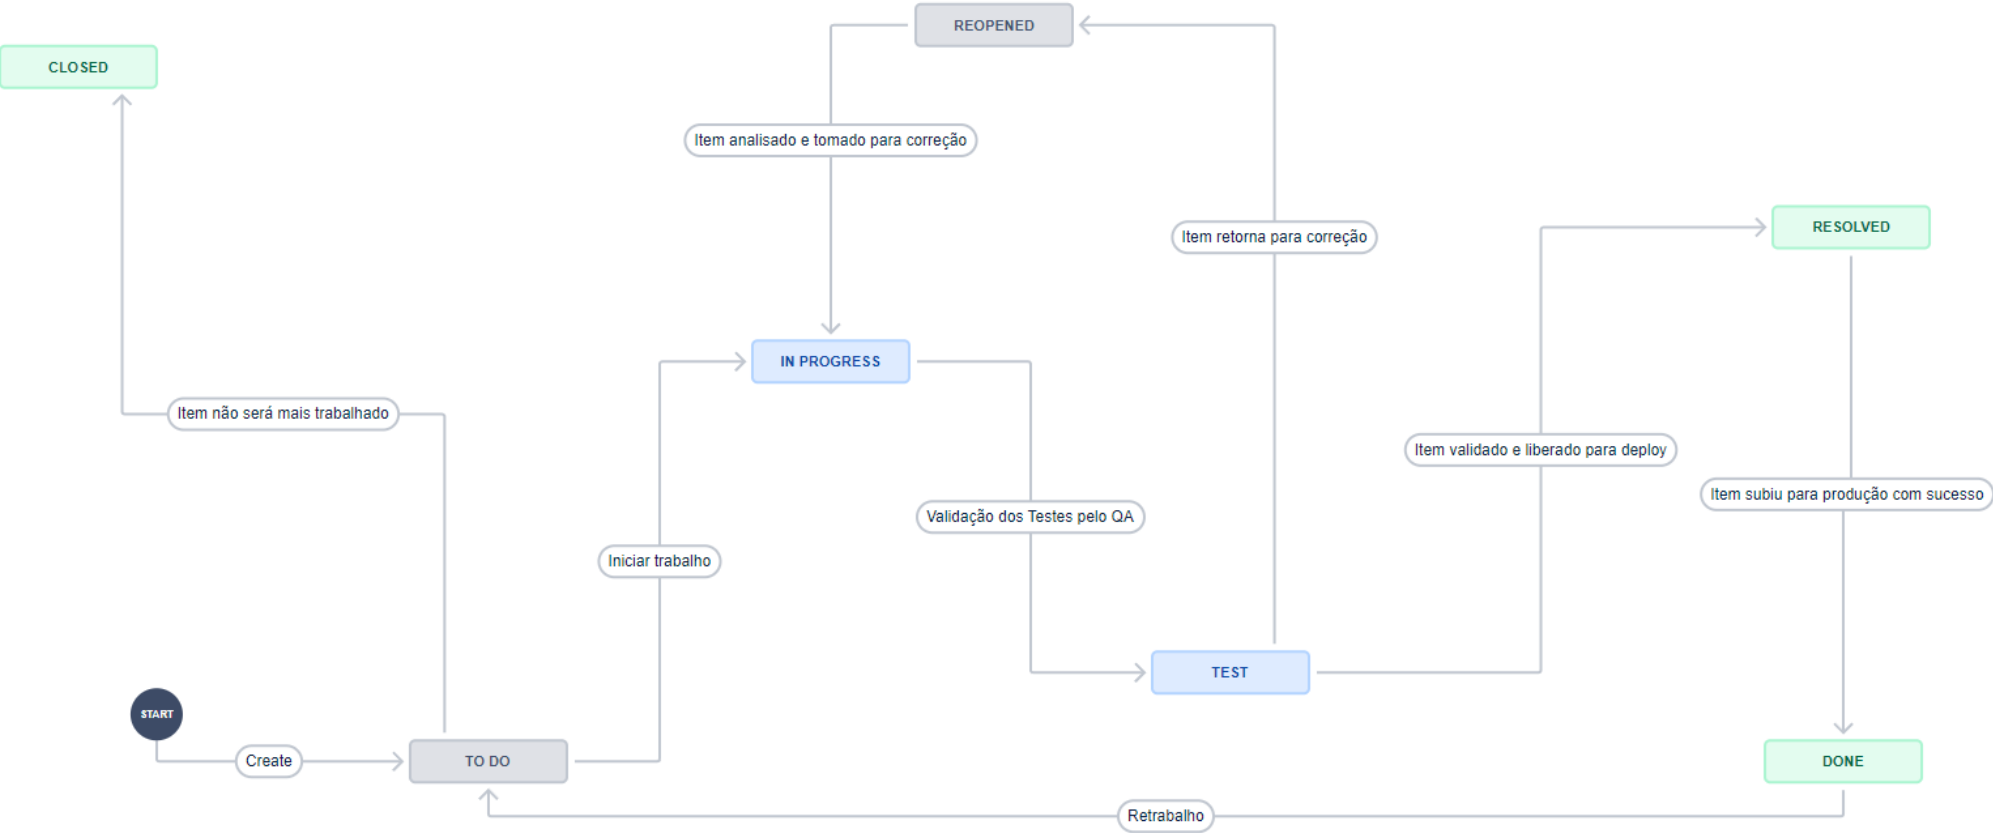 REOPENED
CLOSED
Item analisado e tomado para correção
RESOLVED
Item retorna para correção
IN PROGRESS
Item não será mais trabalhado
Item validado e liberado para deploy
Item subiu para produção com sucesso
Validação dos Testes pelo QA
Iniciar trabalho
TEST
START
Create
TO DO
DONE
Retrabalho